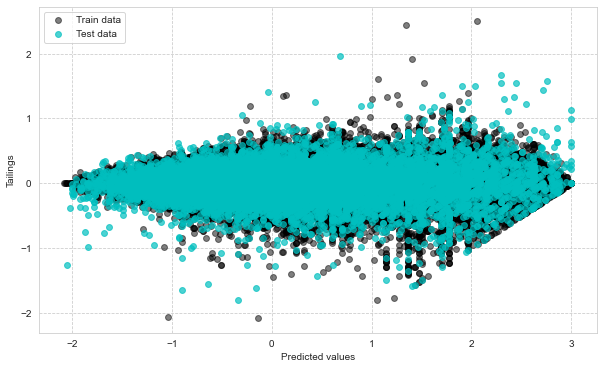 Train data
Test data
2
1
0
−1
−2
Tailings
−2
−1
0
1
2
3
Predicted values